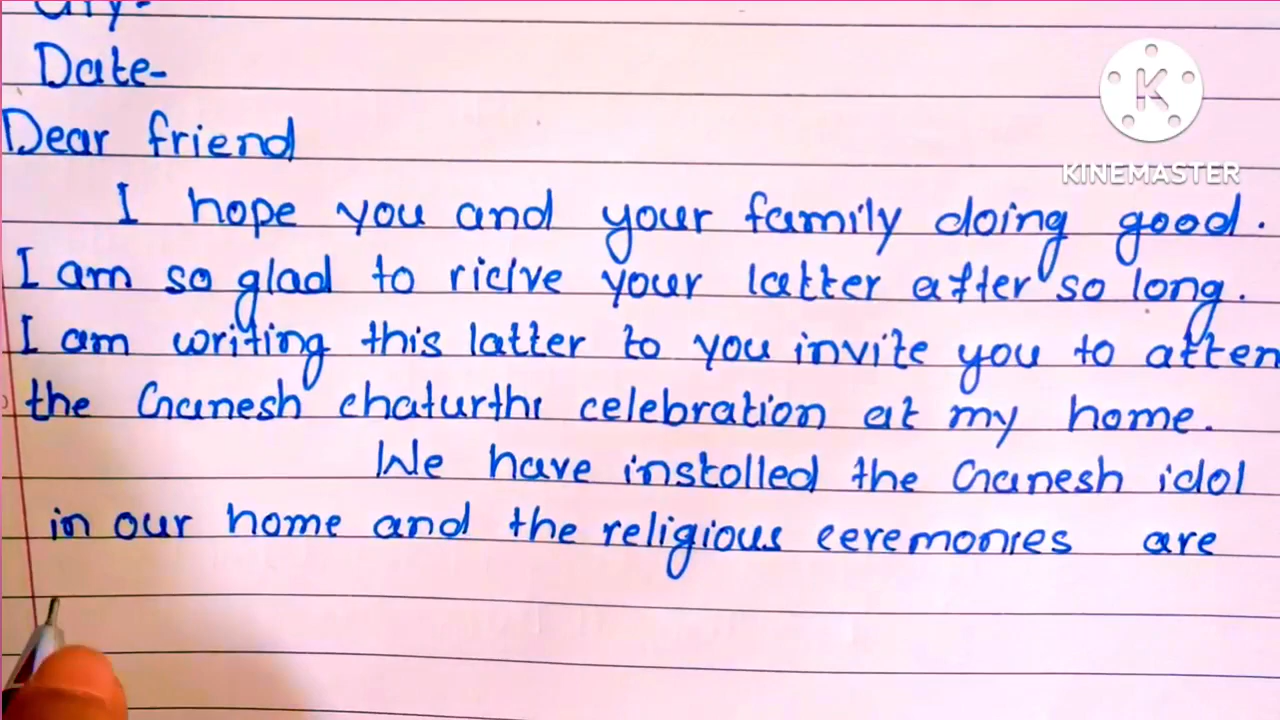 City-
Date-
Dear friend
I hope you and your family doing good.
I am so glad to ricive your latter after so long.
I am writing this latter to you invite you to atten
the Ganesh chaturthi celebration at my home.
We have instolled the Ganesh idol
in our home and the religious ceremonies are
K
KINEMASTER